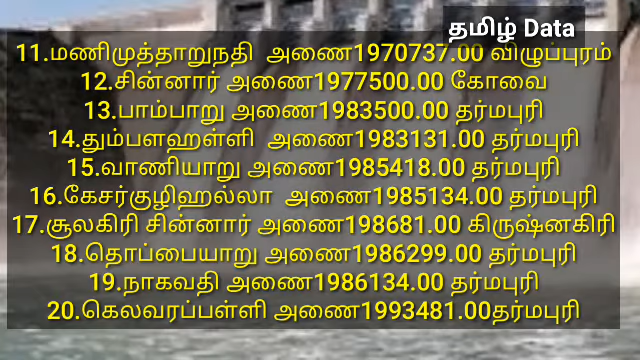 தமிழ் Data
11.மணிமுத்தாறுநதி அணை1970737.00 விழுப்புரம்
12.சின்னார் அணை1977500.00 கோவை
13.பாம்பாறு அணை1983500.00 தர்மபுரி
14.தும்பளஹள்ளி அணை1983131.00 தர்மபுரி
15.வாணியாறு அணை1985418.00 தர்மபுரி
16.கேசர்குழிஹல்லா அணை1985134.00 தர்மபுரி
17.சூலகிரி சின்னார் அணை198681.00 கிருஷ்னகிரி
18.தொப்பையாறு அணை1986299.00 தர்மபுரி
19.நாகவதி அணை1986134.00 தர்மபுரி
20.கெலவரப்பள்ளி அணை1993481.00தர்மபுரி